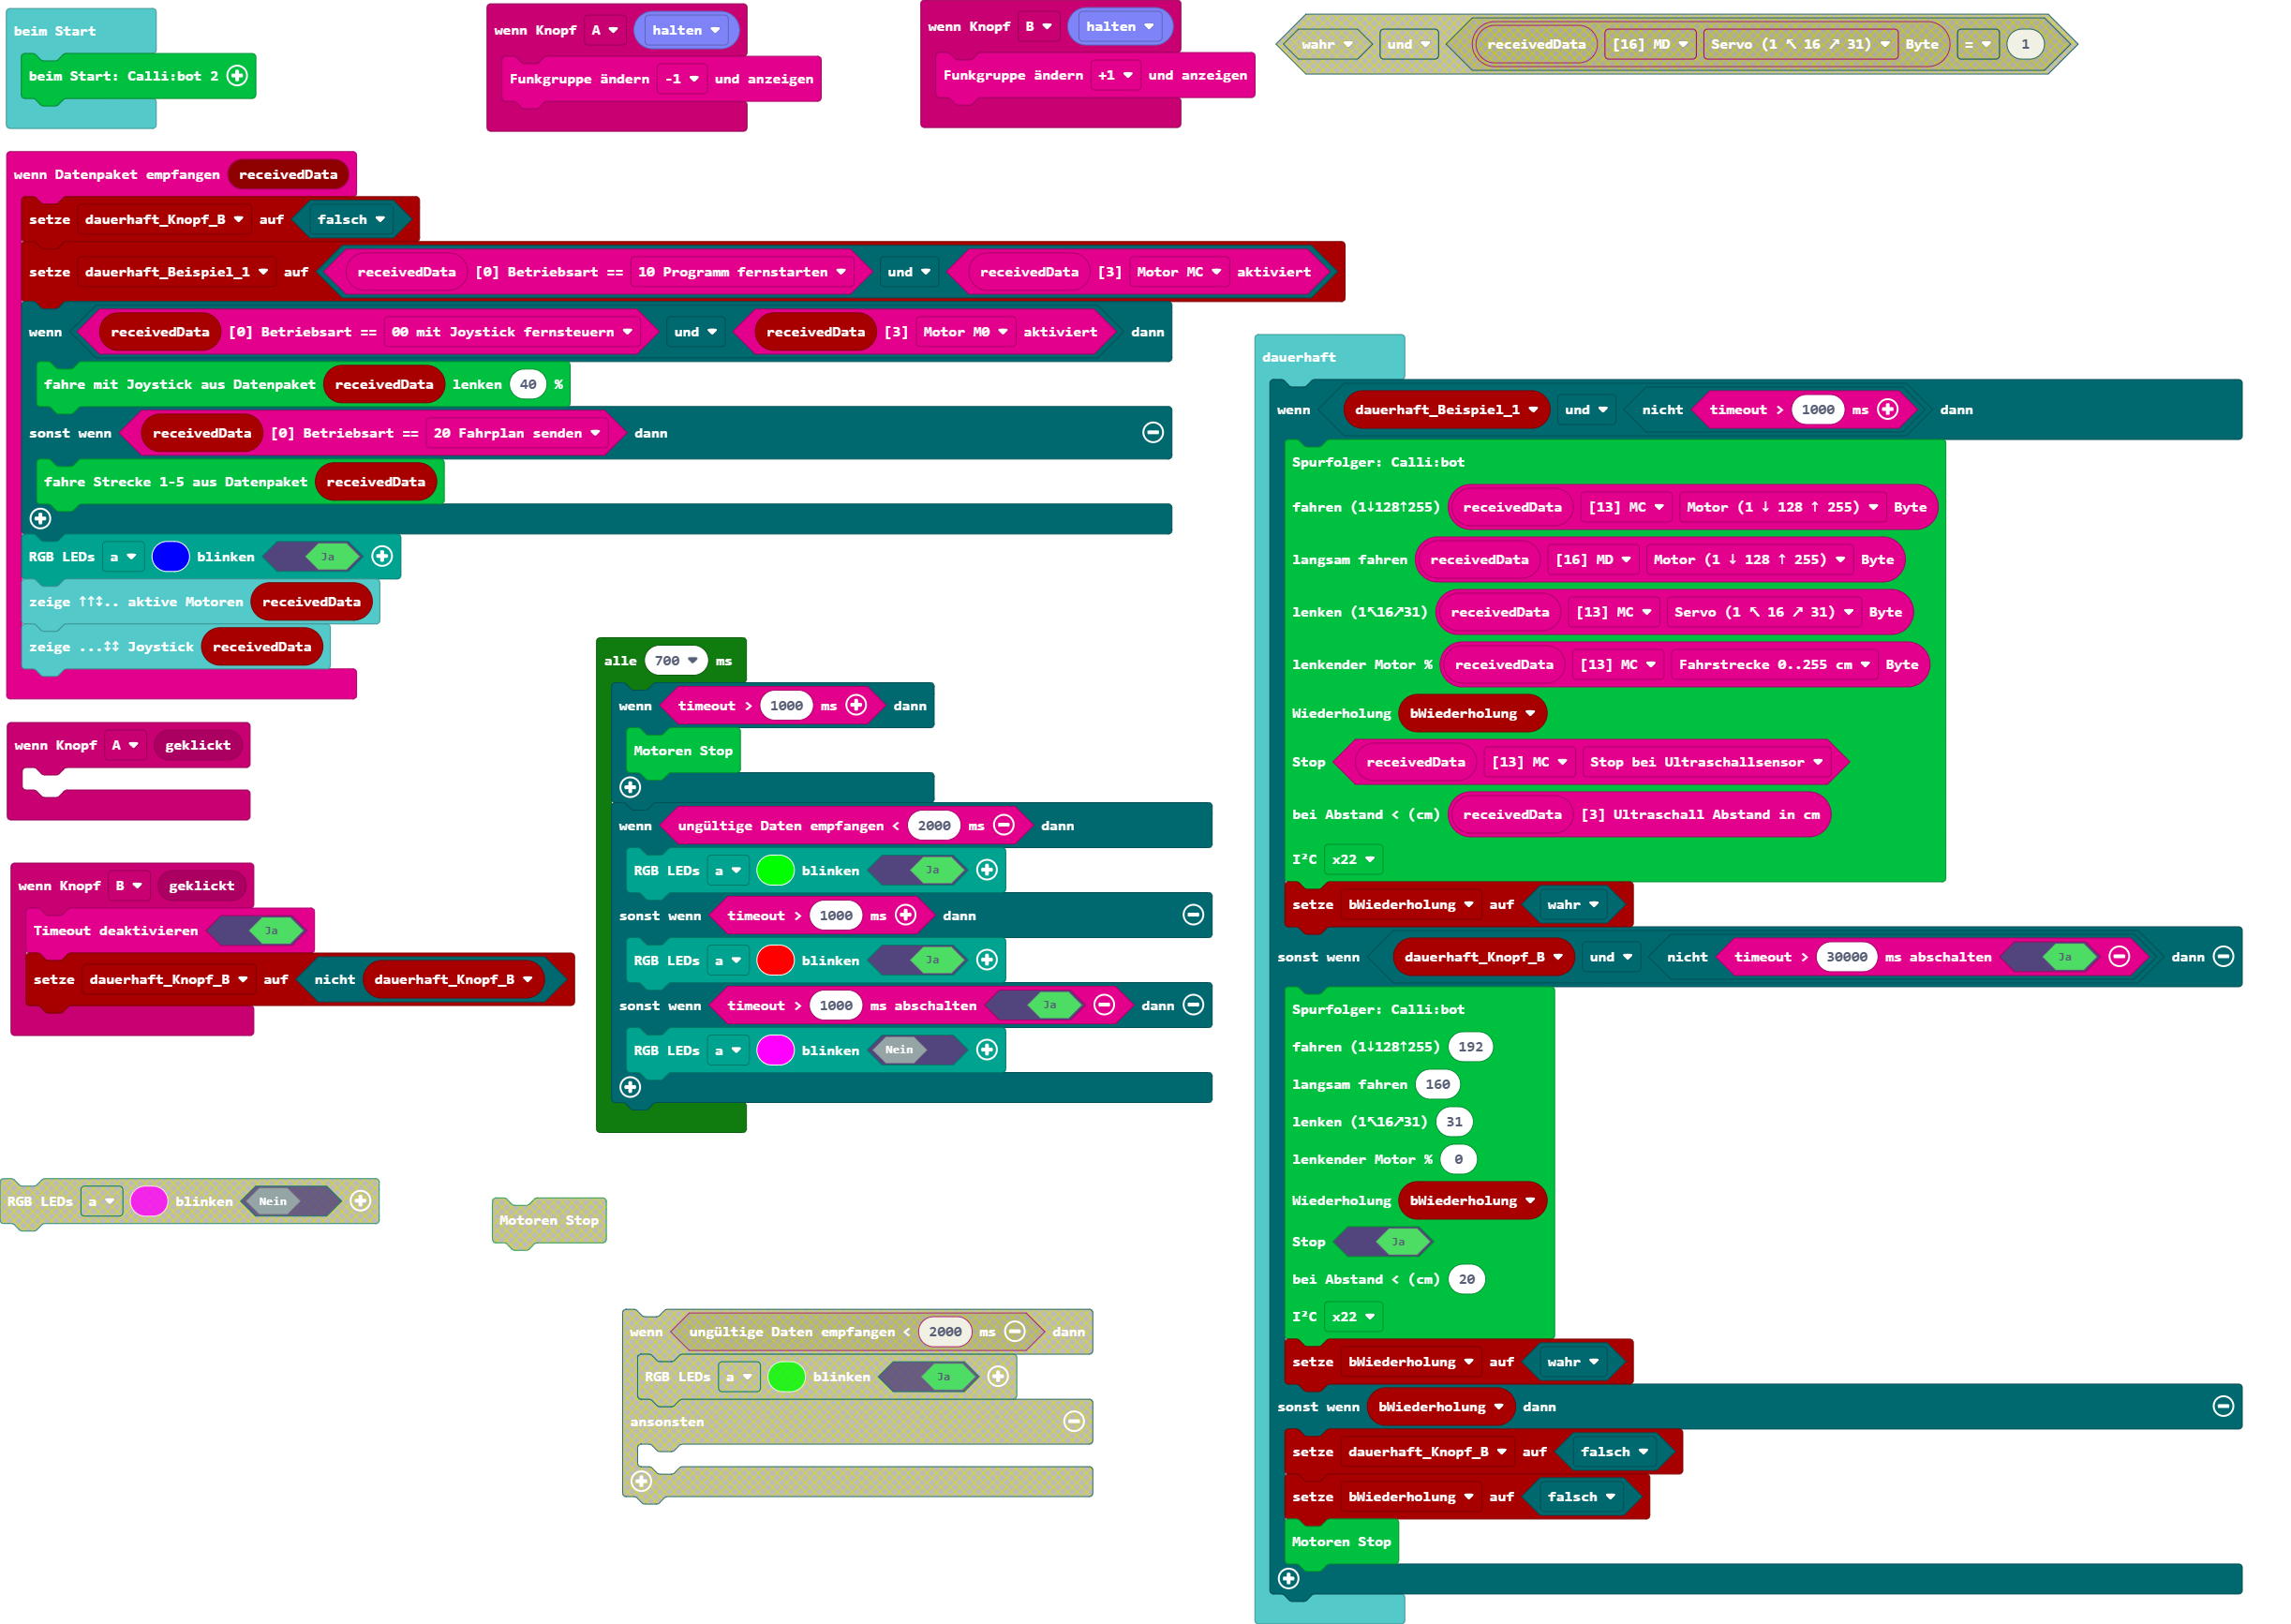 beim Start
beim Start: Calli:bot 2
wenn Knopf A halten
Funkgruppe ändern -1 und anzeigen
wenn Knopf B halten
Funkgruppe ändern +1 und anzeigen
wahr und receivedData [16] MD Servo (1 ↖ 16 ↗ 31) Byte = 1
wenn Datenpaket empfangen receivedData
setze dauerhaft_Knopf_B auf falsch
setze dauerhaft_Beispiel_1 auf receivedData [0] Betriebsart == 10 Programm fernstarten und receivedData [3] Motor MC aktiviert
wenn receivedData [0] Betriebsart == 00 mit Joystick fernsteuern und receivedData [3] Motor M0 aktiviert dann
fahre mit Joystick aus Datenpaket receivedData lenken 40 %
sonst wenn receivedData [0] Betriebsart == 20 Fahrplan senden dann
fahre Strecke 1-5 aus Datenpaket receivedData
RGB LEDs a blinken Ja
zeige ↑↑↕.. aktive Motoren receivedData
zeige ...↕↕ Joystick receivedData
wenn Knopf A geklickt
wenn Knopf B geklickt
Timeout deaktivieren Ja
setze dauerhaft_Knopf_B auf nicht dauerhaft_Knopf_B
alle 700 ms
wenn timeout > 1000 ms dann
Motoren Stop
wenn ungültige Daten empfangen < 2000 ms dann
RGB LEDs a blinken Ja
sonst wenn timeout > 1000 ms dann
RGB LEDs a blinken Ja
sonst wenn timeout > 1000 ms abschalten Ja dann
RGB LEDs a blinken Nein
RGB LEDs a blinken Nein
Motoren Stop
wenn ungültige Daten empfangen < 2000 ms dann
RGB LEDs a blinken Ja
ansonsten
dauerhaft
wenn dauerhaft_Beispiel_1 und nicht timeout > 1000 ms dann
Spurfolger: Calli:bot
fahren (1↓128↑255) receivedData [13] MC Motor (1 ↓ 128 ↑ 255) Byte
langsam fahren receivedData [16] MD Motor (1 ↓ 128 ↑ 255) Byte
lenken (1↖16↗31) receivedData [13] MC Servo (1 ↖ 16 ↗ 31) Byte
lenkender Motor % receivedData [13] MC Fahrstrecke 0..255 cm Byte
Wiederholung bWiederholung
Stop receivedData [13] MC Stop bei Ultraschallsensor
bei Abstand < (cm) receivedData [3] Ultraschall Abstand in cm
I²C x22
setze bWiederholung auf wahr
sonst wenn dauerhaft_Knopf_B und nicht timeout > 30000 ms abschalten Ja dann
Spurfolger: Calli:bot
fahren (1↓128↑255) 192
langsam fahren 160
lenken (1↖16↗31) 31
lenkender Motor % 0
Wiederholung bWiederholung
Stop Ja
bei Abstand < (cm) 20
I²C x22
setze bWiederholung auf wahr
sonst wenn bWiederholung dann
setze dauerhaft_Knopf_B auf falsch
setze bWiederholung auf falsch
Motoren Stop